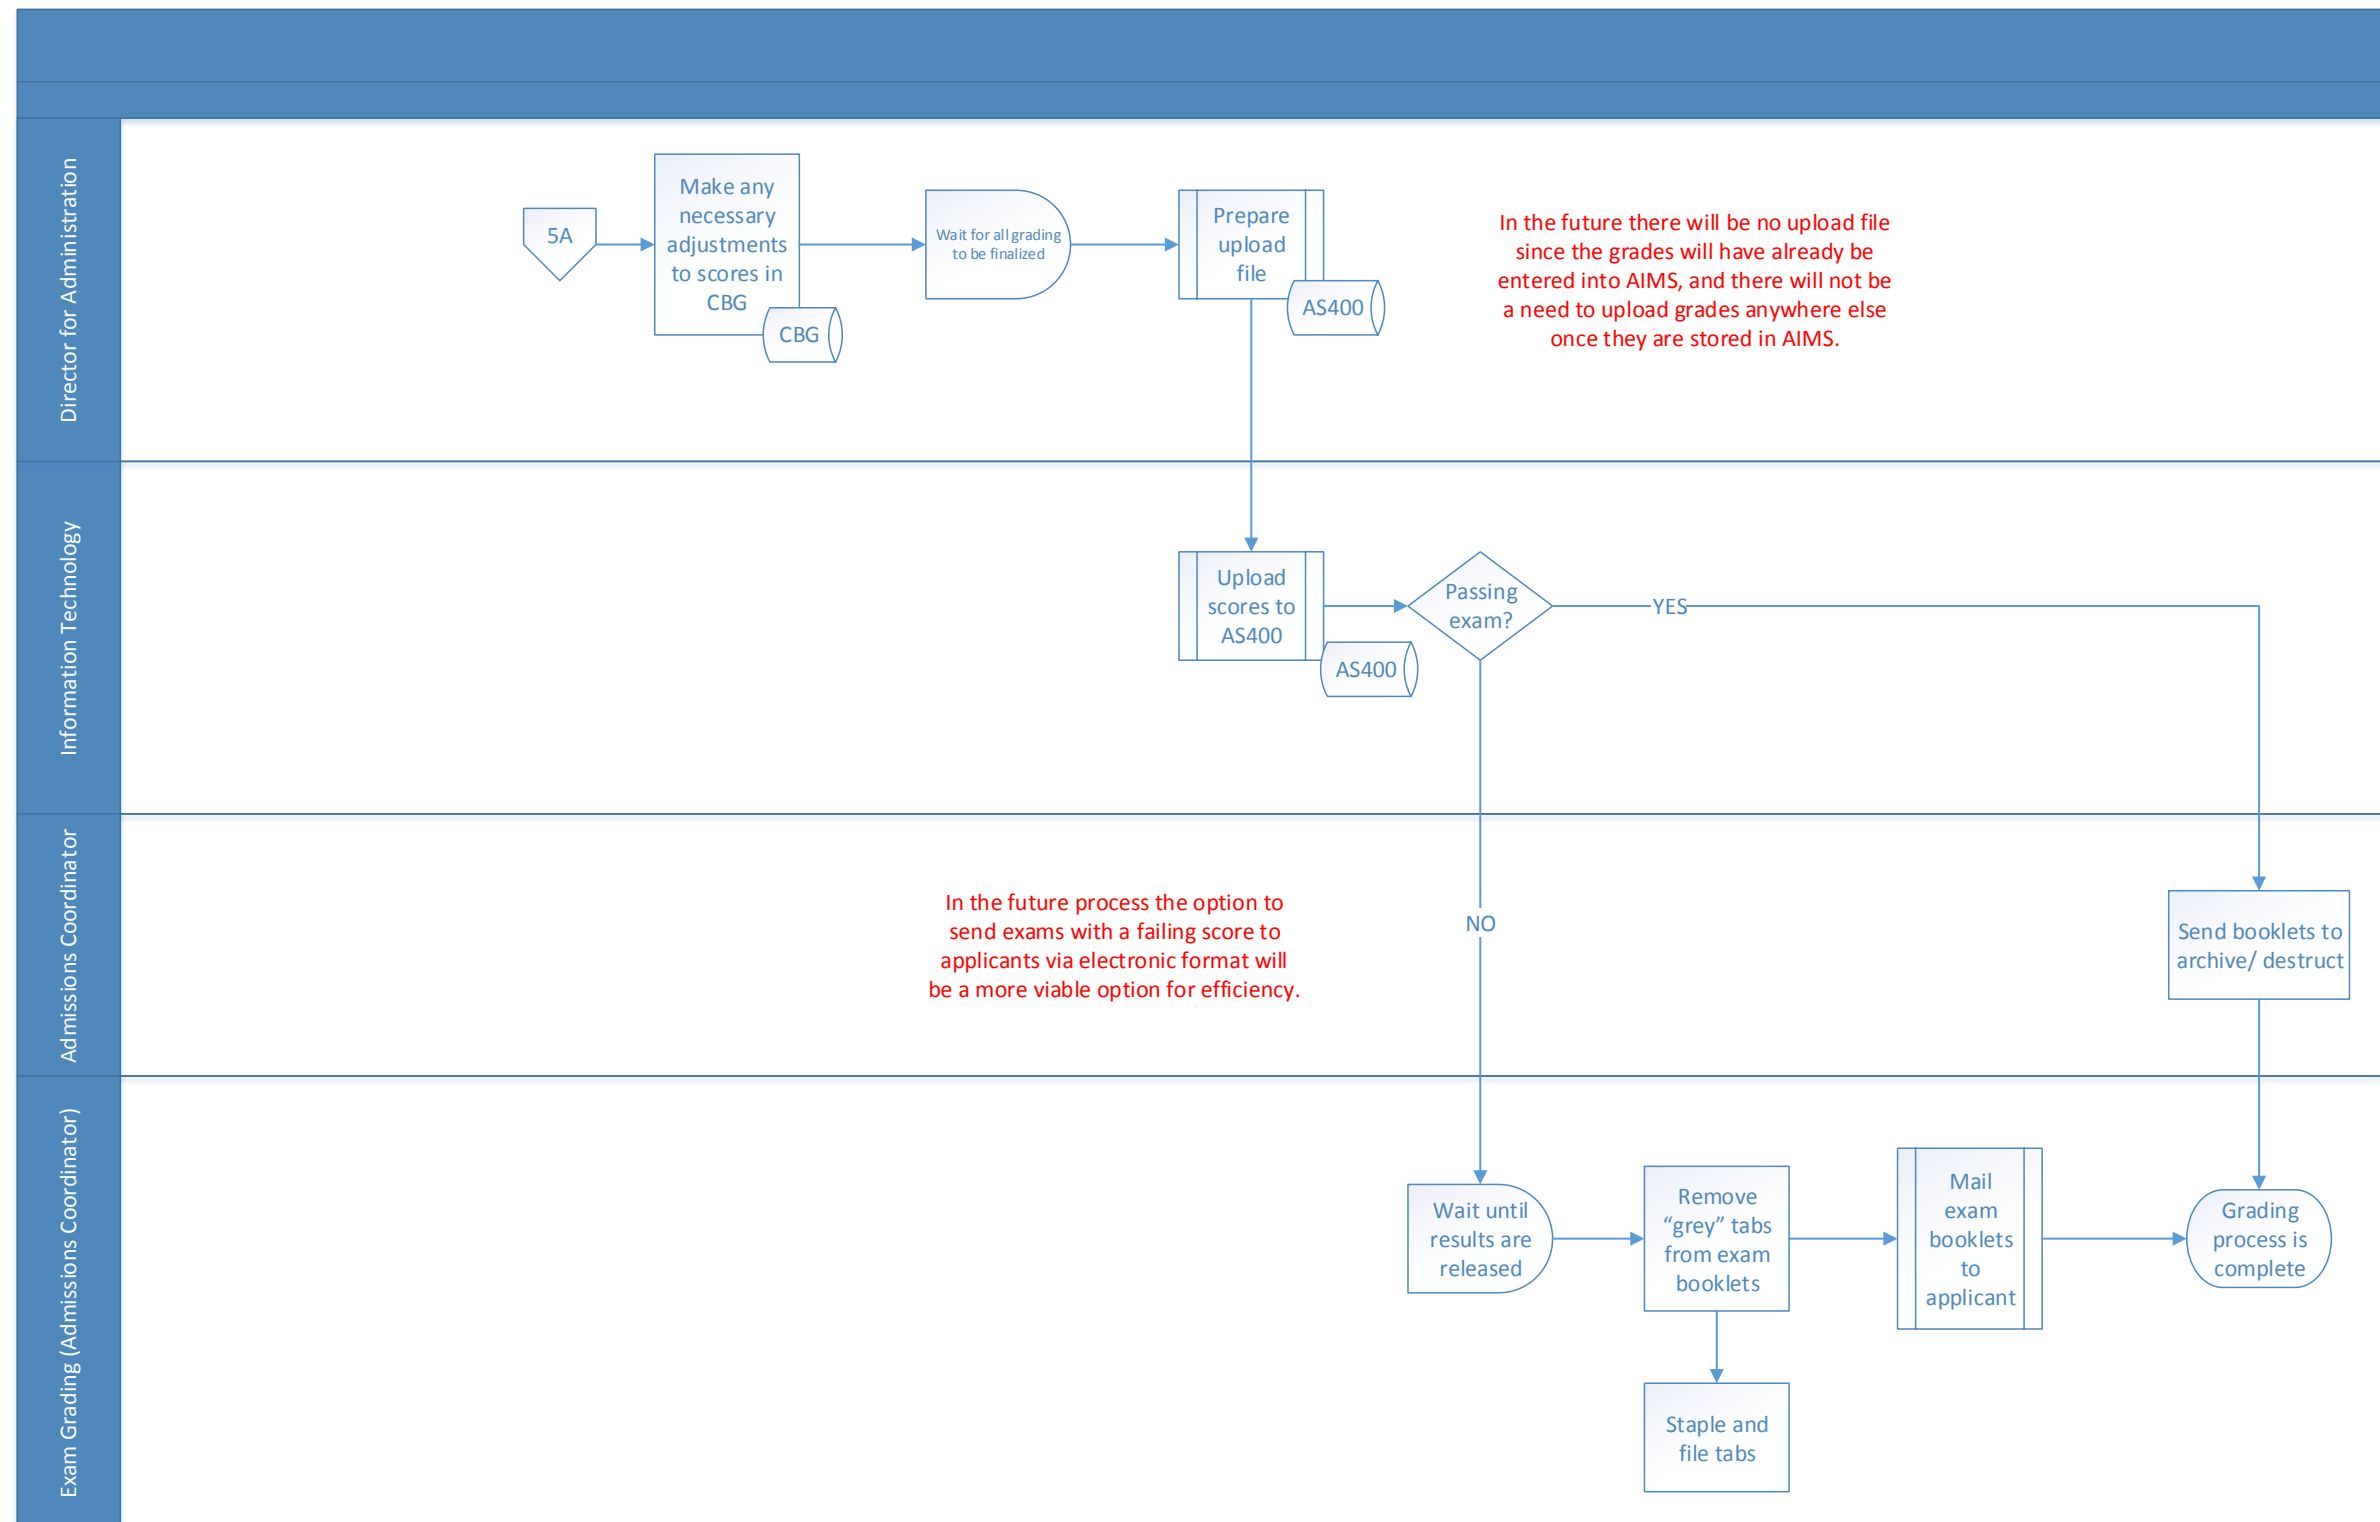 Director for Administration
5A
Make any
necessary
adjustments
to scores in
CBG
CBG
Wait for all grading
to be finalized
Prepare
upload
file
AS400
In the future there will be no upload file
since the grades will have already be
entered into AIMS, and there will not be
a need to upload grades anywhere else
once they are stored in AIMS.
Information Technology
Upload
scores to
AS400
AS400
Passing
exam?
YES
Admissions Coordinator
In the future process the option to
send exams with a failing score to
applicants via electronic format will
be a more viable option for efficiency.
NO
Send booklets to
archive/ destruct
Exam Grading (Admissions Coordinator)
Wait until
results are
released
Remove
“grey” tabs
from exam
booklets
Mail
exam
booklets
to
applicant
Grading
process is
complete
Staple and
file tabs